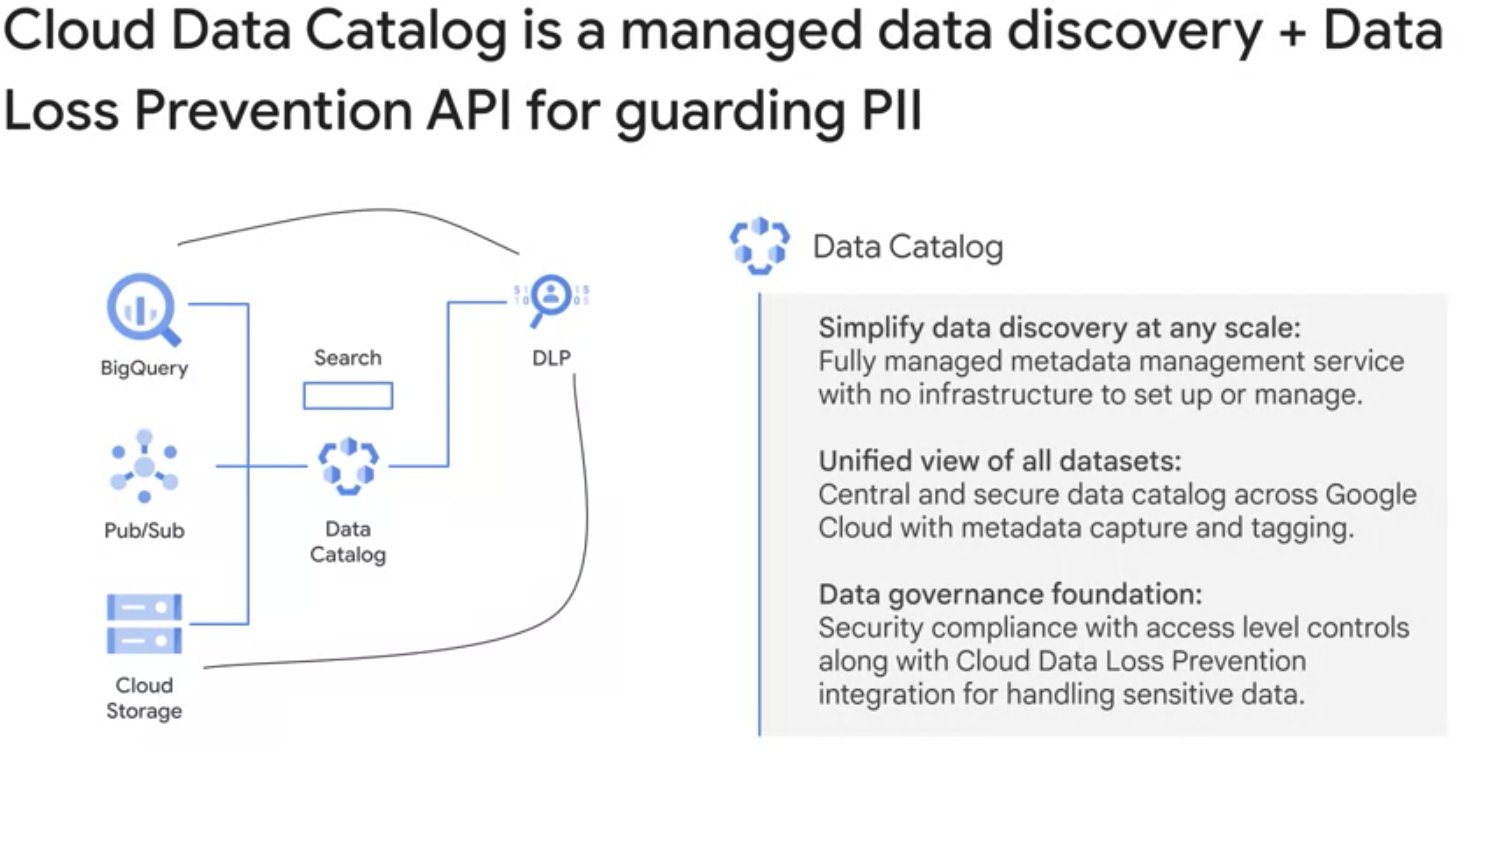 Cloud Data Catalog is a managed data discovery + Data
Loss Prevention API for guarding PII
BigQuery
Search
DLP
Pub/Sub
Data
Catalog
Cloud
Storage
Data Catalog
Simplify data discovery at any scale:
Fully managed metadata management service
with no infrastructure to set up or manage.
Unified view of all datasets:
Central and secure data catalog across Google
Cloud with metadata capture and tagging.
Data governance foundation:
Security compliance with access level controls
along with Cloud Data Loss Prevention
integration for handling sensitive data.